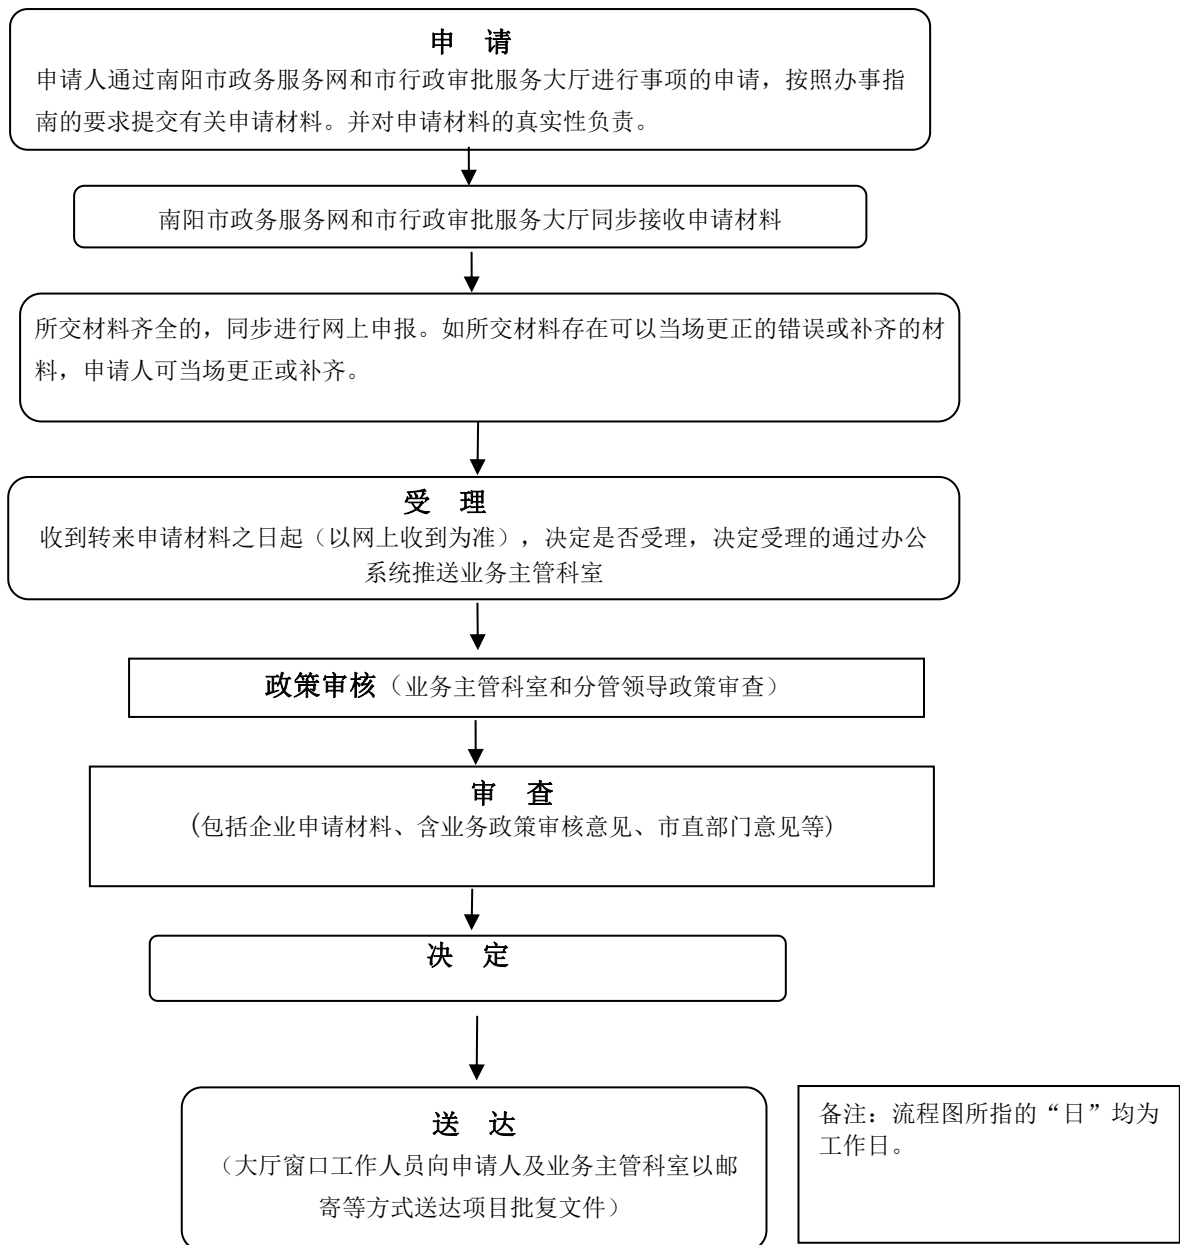 申 请
申请人通过南阳市政务服务网和市行政审批服务大厅进行事项的申请，按照办事指
南的要求提交有关申请材料。并对申请材料的真实性负责。
南阳市政务服务网和市行政审批服务大厅同步接收申请材料
所交材料齐全的，同步进行网上申报。如所交材料存在可以当场更正的错误或补齐的材
料，申请人可当场更正或补齐。
受 理
收到转来申请材料之日起（以网上收到为准），决定是否受理，决定受理的通过办公
系统推送业务主管科室
政策审核（业务主管科室和分管领导政策审查）
审 查
(包括企业申请材料、含业务政策审核意见、市直部门意见等)
决 定
送 达
（大厅窗口工作人员向申请人及业务主管科室以邮
寄等方式送达项目批复文件）
备注：流程图所指的“日”均为
工作日。